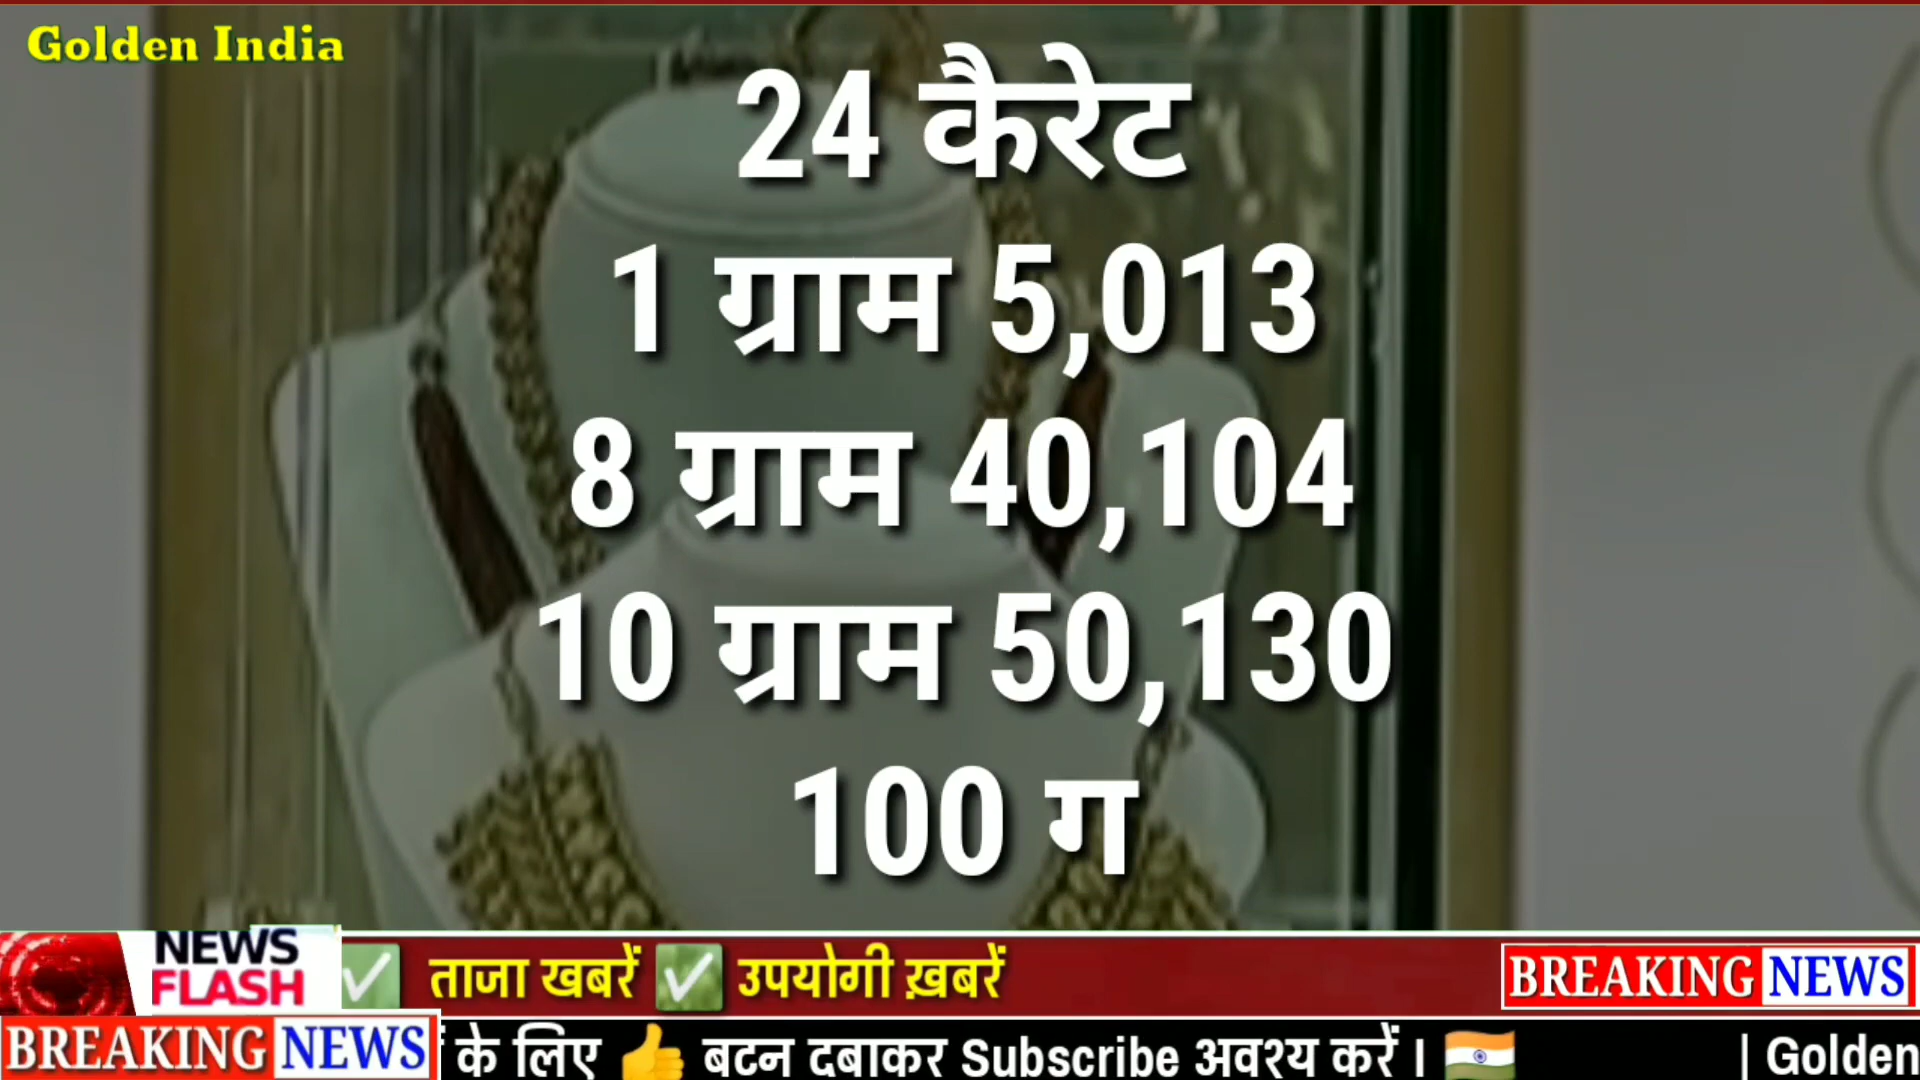 Golden India
24 कैरेट
1 ग्राम 5,013
8 ग्राम 40,104
10 ग्राम 50,130
100 ग
NEWS
FLASH
✅ ताजा खबरें ✅ उपयोगी ख़बरें
BREAKING NEWS
BREAKING NEWS
के लिए 👍 बटन दबाकर Subscribe अवश्य करें । 🇮🇳 | Golden